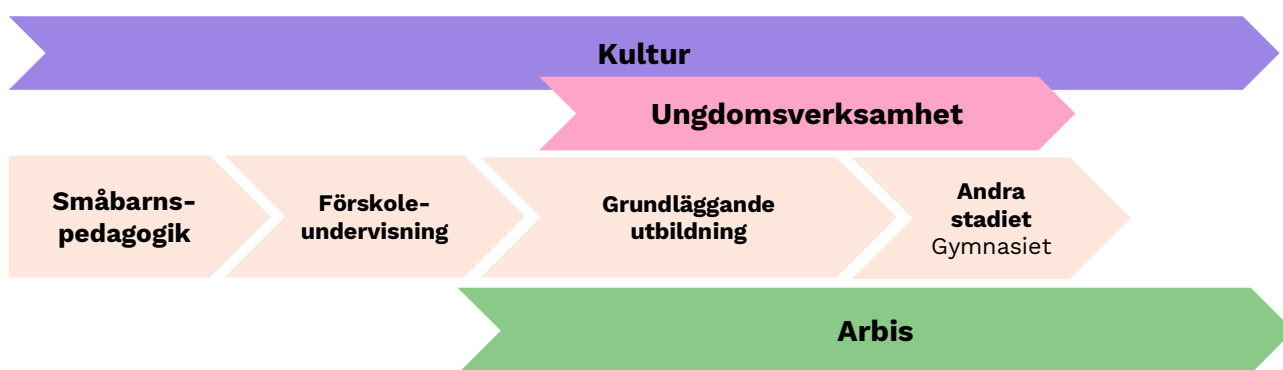 Kultur
Ungdomsverksamhet
Småbarns-
pedagogik
Förskole-
undervisning
Grundläggande
utbildning
Andra
stadiet
Gymnasiet
Arbis